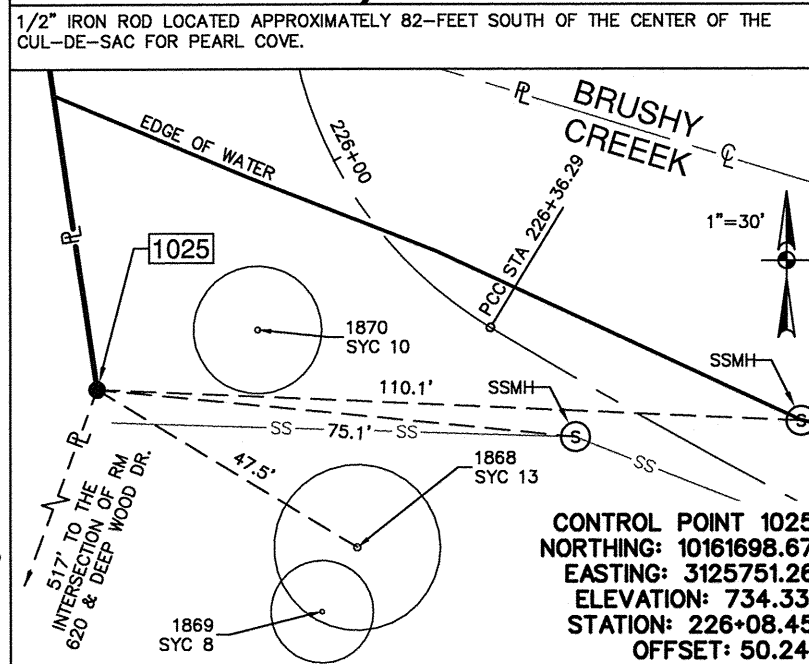 1/2" IRON ROD LOCATED APPROXIMATELY 82-FEET SOUTH OF THE CENTER OF THE
CUL-DE-SAC FOR PEARL COVE.
BRUSHY
CREEEK
PL
CL
EDGE OF WATER
226+00
PCC STA 226+36.29
1"=30'
PL
1025
1870
SYC 10
SSMH
110.1'
SSMH
S
PL
SS
75.1'
SS
S
SS
47.5'
1868
SYC 13
517' TO THE
INTERSECTION OF RM
620 & DEEP WOOD DR.
1869
SYC 8
CONTROL POINT 1025
NORTHING: 10161698.67
EASTING: 3125751.26
ELEVATION: 734.33
STATION: 226+08.45
OFFSET: 50.24